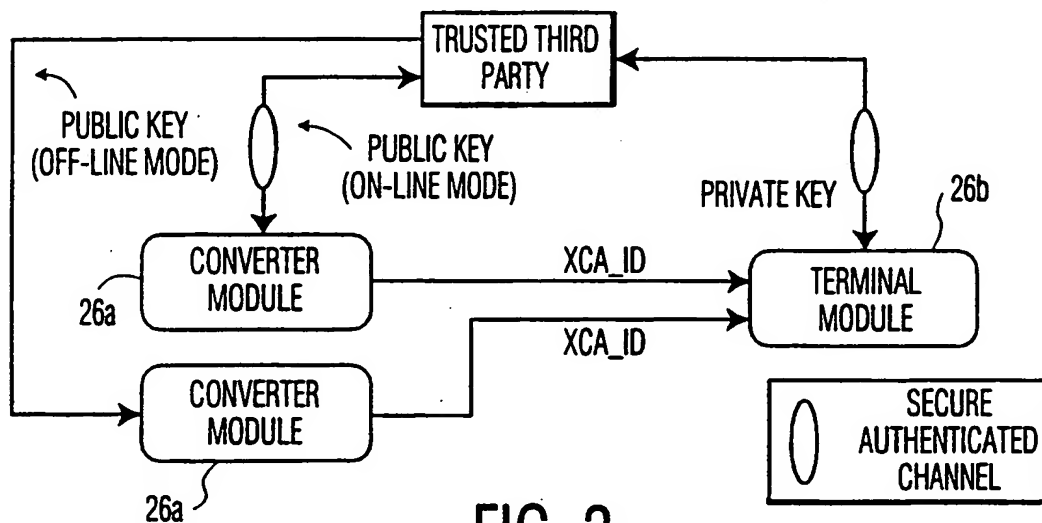 TRUSTED THIRD
PARTY
PUBLIC KEY
(OFF-LINE MODE)
PUBLIC KEY
(ON-LINE MODE)
PRIVATE KEY
26b
CONVERTER
MODULE
26a
XCA_ID
TERMINAL
MODULE
XCA_ID
CONVERTER
MODULE
26a
SECURE
AUTHENTICATED
CHANNEL